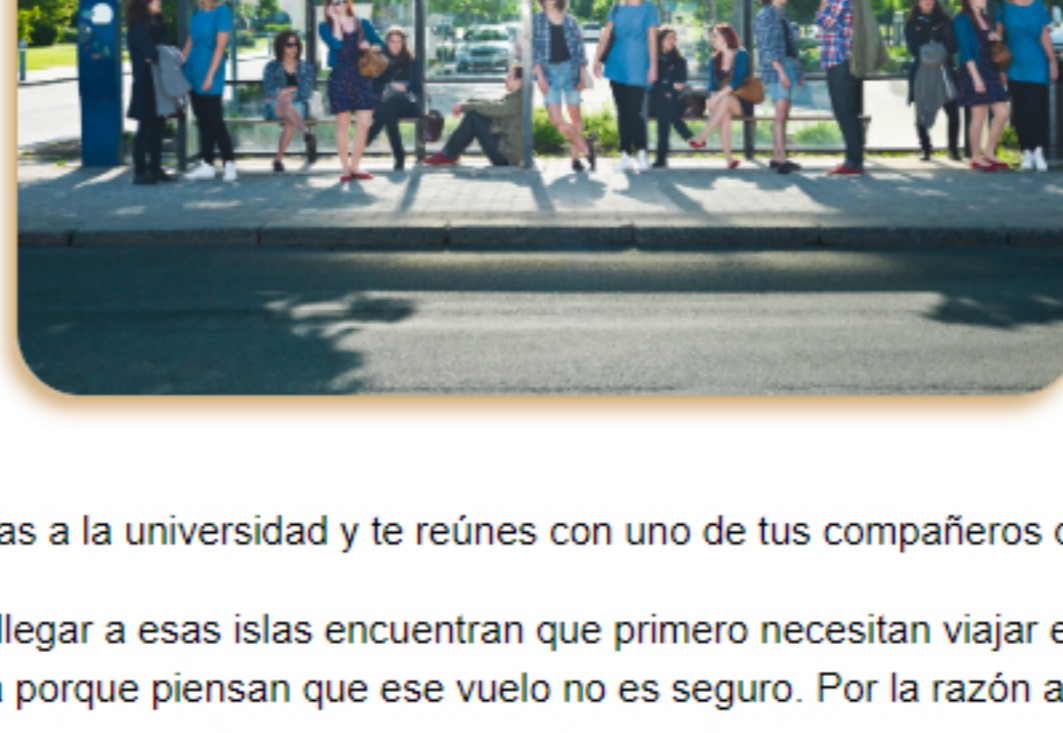 as a la universidad y te reúnes con uno de tus compañeros
llegar a esas islas encuentran que primero necesitan viajar
porque piensan que ese vuelo no es seguro. Por la razón